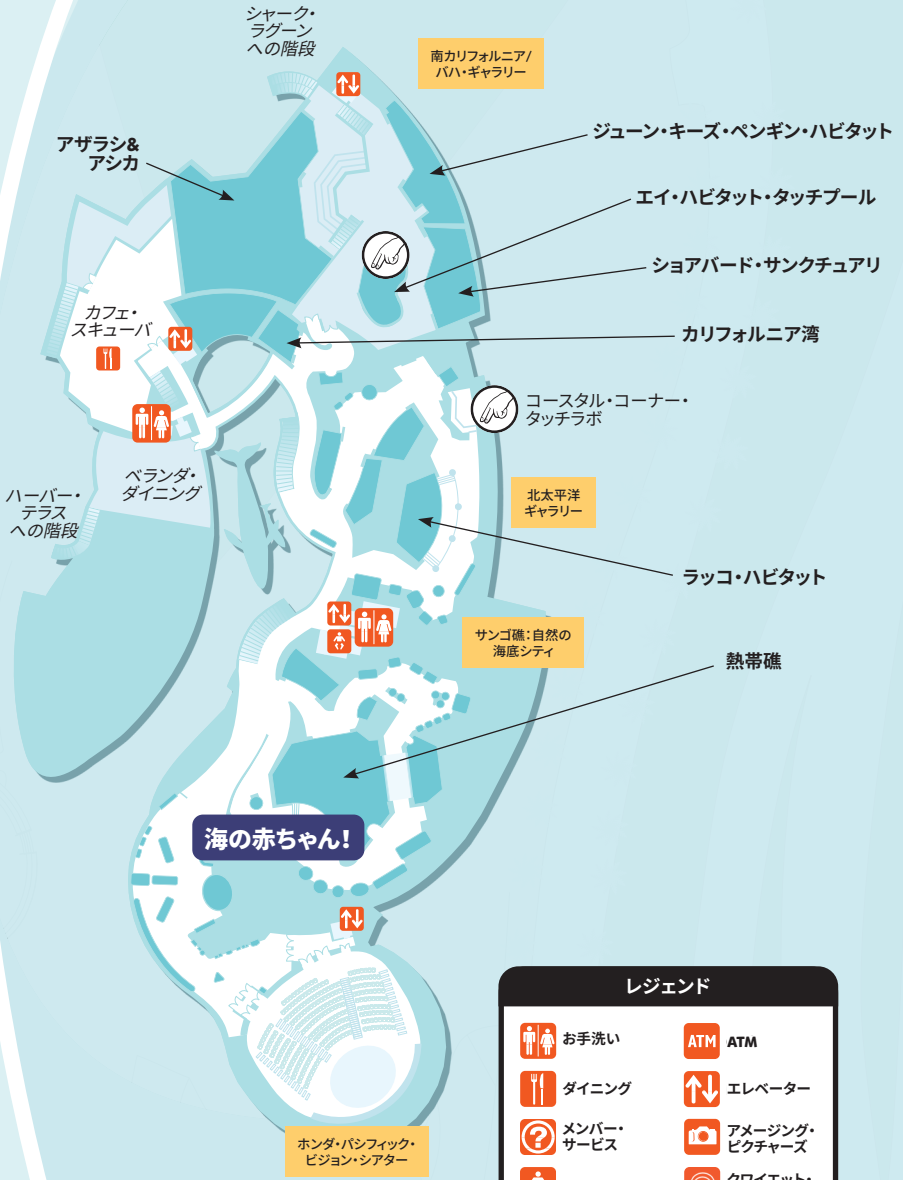 シャーク・
ラグーン
への階段
南カリフォルニア/
バハ・ギャラリー
アザラシ&
アシカ
ジューン・キーズ・ペンギン・ハビタット
エイ・ハビタット・タッチプール
ショアバード・サンクチュアリ
カフェ・
スキューバ
カリフォルニア湾
コースタル・コーナー・
タッチラボ
ベランダ・
ダイニング
ハーバー・
テラス
への階段
北太平洋
ギャラリー
ラッコ・ハビタット
サンゴ礁:自然の
海底シティ
熱帯礁
海の赤ちゃん!
ホンダ・パシフィック・
ビジョン・シアター
レジェンド
お手洗い
ATM ATM
ダイニング
エレベーター
メンバー・
サービス
アメージング・
ピクチャーズ
クワイエット・